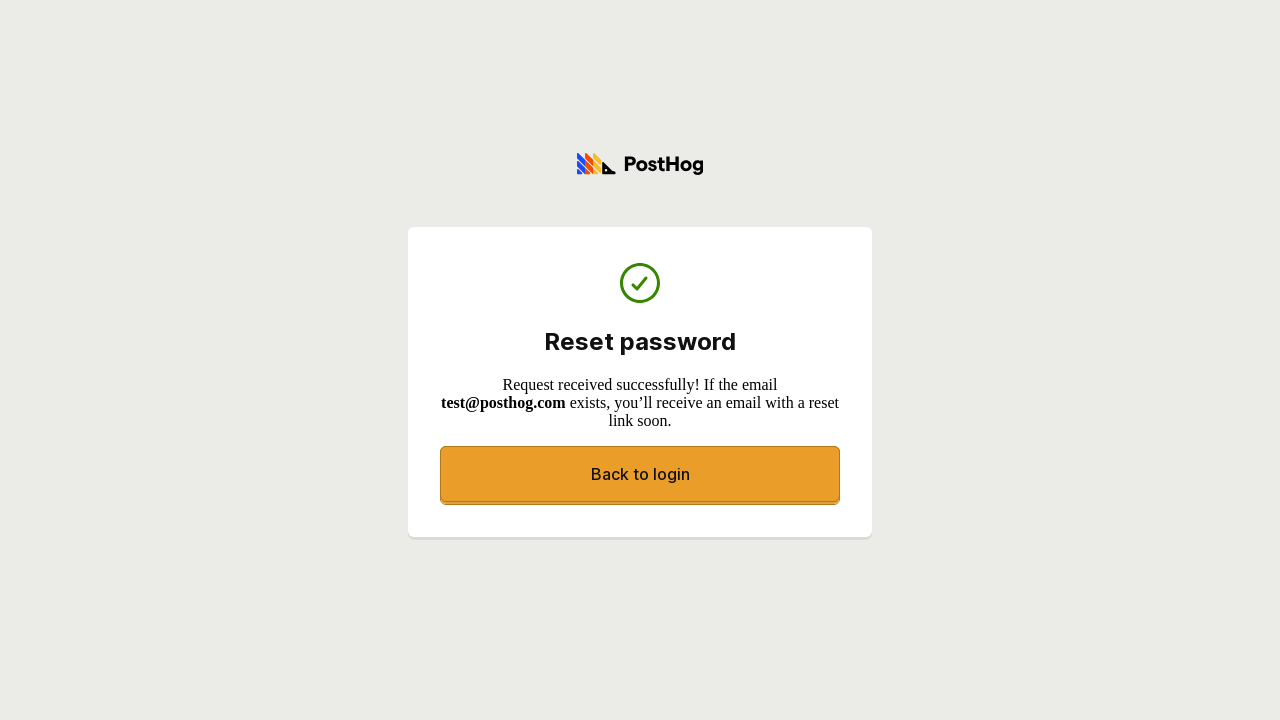 PostHog
Reset password
Request received successfully! If the email
test@posthog.com exists, you’ll receive an email with a reset
link soon.
Back to login